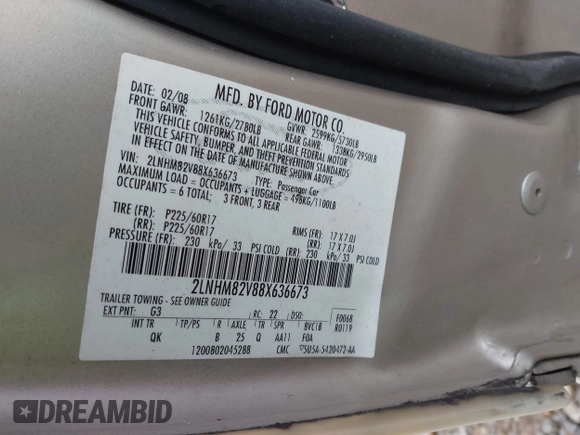 MFD. BY FORD MOTOR CO.
DATE: 02/08 GVWR: 2599KG/5730LB
FRONT GAWR: 1261KG/2780LB REAR GAWR: 1338KG/2950LB
THIS VEHICLE CONFORMS TO ALL APPLICABLE FEDERAL MOTOR
VEHICLE SAFETY, BUMPER, AND THEFT PREVENTION STANDARDS
IN EFFECT ON THE DATE OF MANUFACTURE SHOWN ABOVE.
VIN: 2LNHM82V88X636673 TYPE: Passenger Car
MAXIMUM LOAD = OCCUPANTS + LUGGAGE = 498KG/1100LB
OCCUPANTS = 6 TOTAL, 3 FRONT, 3 REAR
TIRE (FR): P225/60R17 RIMS (FR): 17 X 7.0J
(RR): P225/60R17 (RR): 17 X 7.0J
PRESSURE (FR): 230 kPa/ 33 PSI COLD (RR): 230 kPa/ 33 PSI COLD
2LNHM82V88X636673
TRAILER TOWING - SEE OWNER GUIDE
EXT PNT: G3 RC: 22 DSO: F0068
R0119
INT TR TP/PS R AXLE TR SPR BVC18
QK B 25 Q AA11 FOA
1200802045288 CMC 5U5A-5420472-AA
DREAMBID